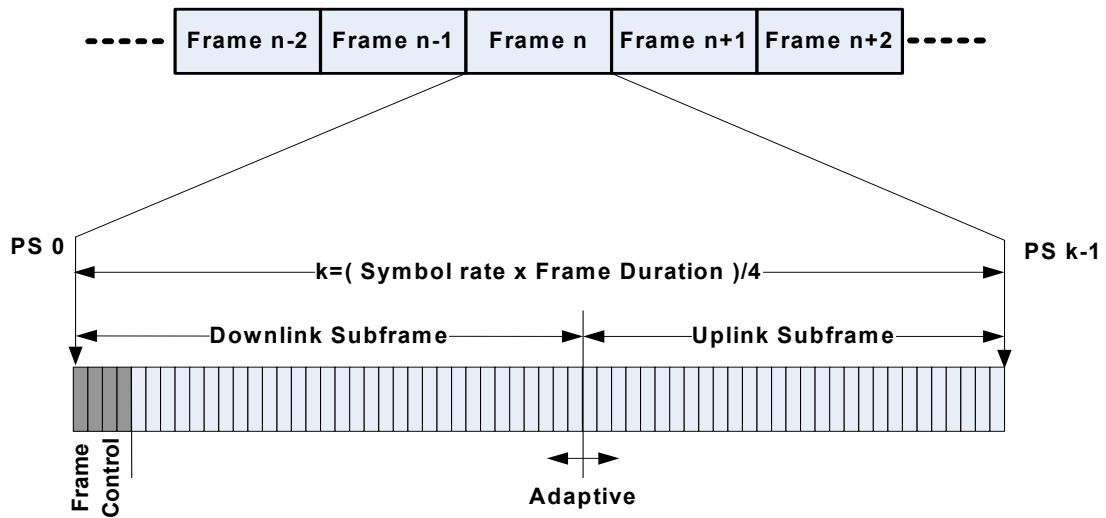 Frame n-2 Frame n-1 Frame n Frame n+1 Frame n+2
PS 0
PS k-1
k=( Symbol rate x Frame Duration )/4
Downlink Subframe Uplink Subframe
Frame
Control
Adaptive